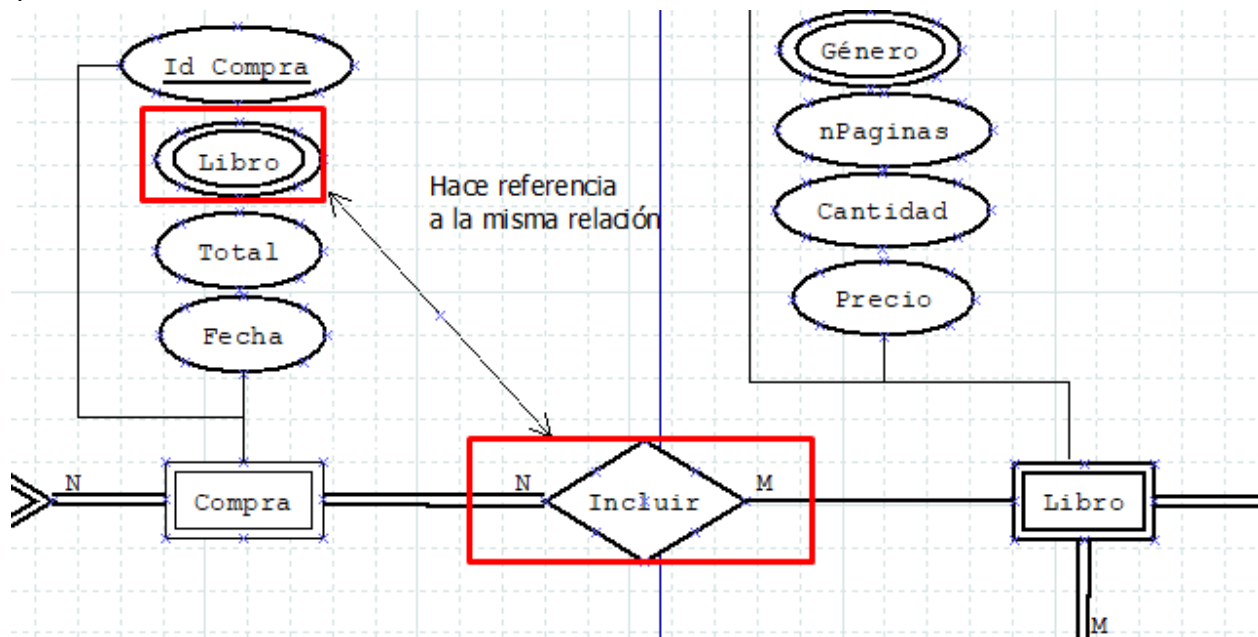 Id Compra
Libro
Total
Fecha
Hace referencia
a la misma relación
Género
nPaginas
Cantidad
Precio
N
Compra
N
Incluir
M
Libro
M